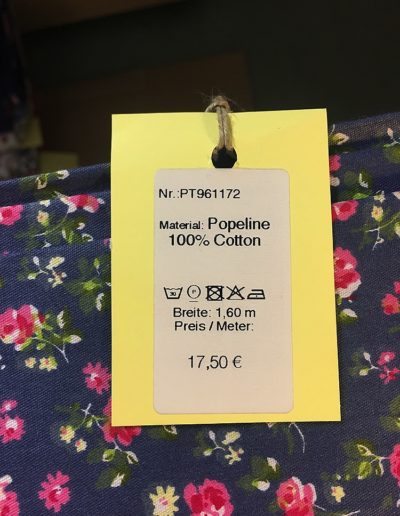 Nr.:PT961172
Material: Popeline
100% Cotton
Breite: 1,60 m
Preis / Meter:
17,50 €